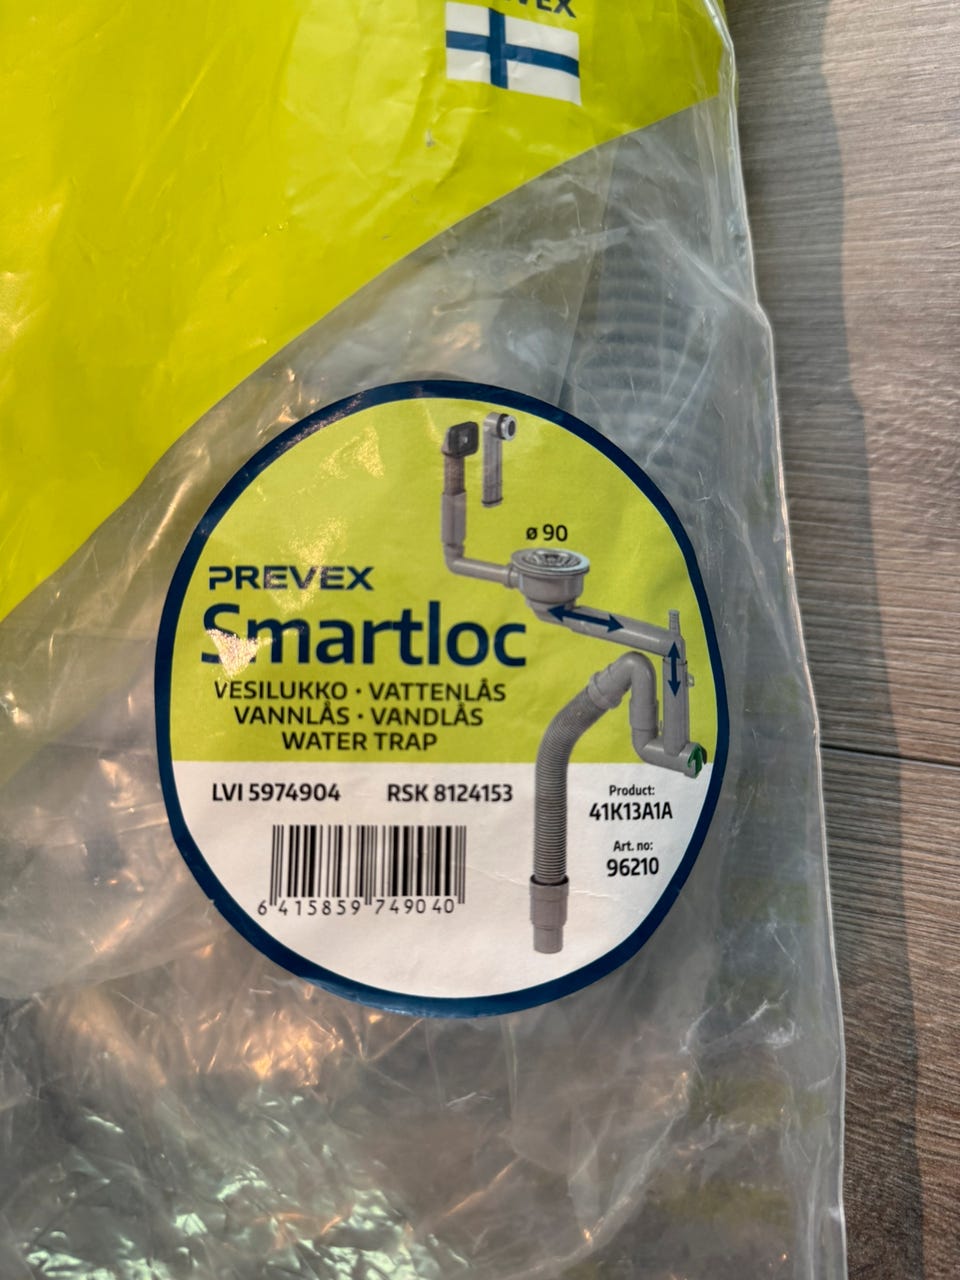 ø 90
PREVEX
Smartloc
VESILUKKO · VATTENLÅS
VANNLÅS · VANDLÅS
WATER TRAP
LVI 5974904 RSK 8124153
Product:
41K13A1A
Art. no:
96210
6 415859 749040